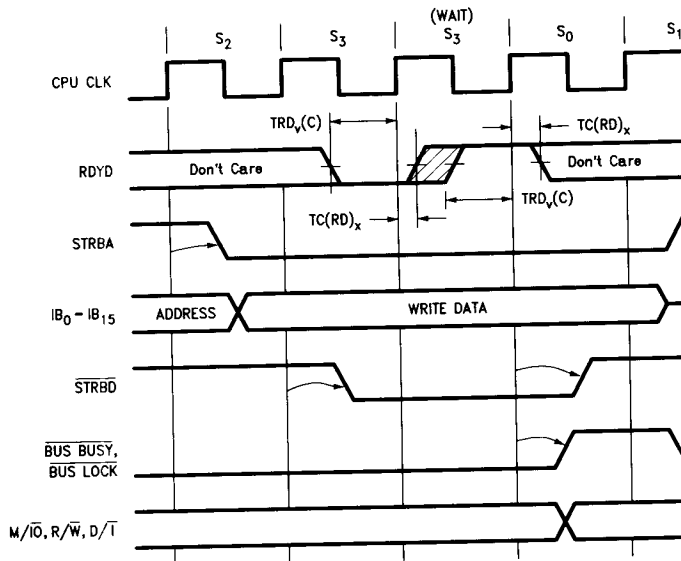 (WAIT)
S2 S3 S3 S0 S1
CPU CLK
TRDv(C) TC(RD)x
RDYD Don't Care Don't Care
TC(RD)x TRDv(C)
STRBA
IB0 – IB15 ADDRESS WRITE DATA
STRBD
BUS BUSY,
BUS LOCK
M/IO, R/W, D/I